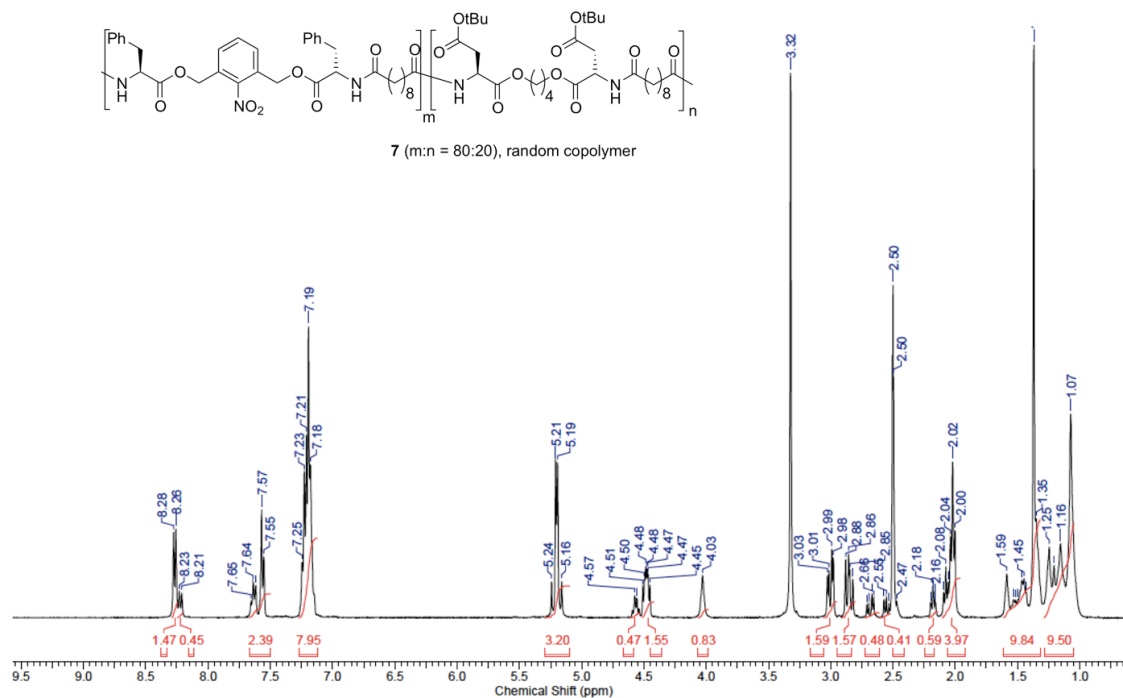 OtBu OtBu
Ph O O
O Ph O O
H N O O N O O
N O O N H 8 N O 4 O H 8
O NO2 O H m O O n
7 (m:n = 80:20), random copolymer
3.32
8.28 8.26 8.23 8.21 7.65 7.64 7.57 7.55 7.25 7.23 7.21 7.19 7.18 5.24 5.21 5.19 5.16 4.57 4.51 4.50 4.48 4.48 4.47 4.47 4.45 4.03 3.03 3.01 2.99 2.98 2.88 2.86 2.85 2.66 2.55 2.50 2.50 2.47 2.18 2.16 2.08 2.04 2.02 2.00 1.59 1.45 1.35 1.25 1.16 1.07
1.47 0.45 2.39 7.95 3.20 0.47 1.55 0.83 1.59 1.57 0.48 0.41 0.59 3.97 9.84 9.50
9.5 9.0 8.5 8.0 7.5 7.0 6.5 6.0 5.5 5.0 4.5 4.0 3.5 3.0 2.5 2.0 1.5 1.0
Chemical Shift (ppm)